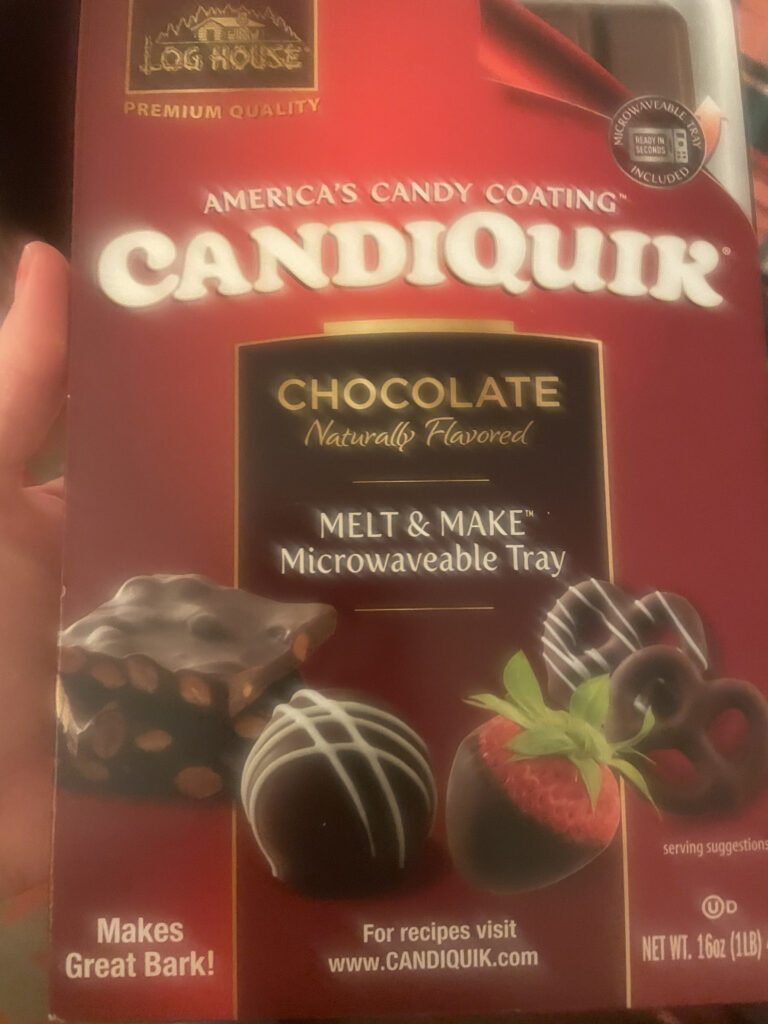 LOG HOUSE®
PREMIUM QUALITY
MICROWAVEABLE TRAY
READY IN
SECONDS
INCLUDED
AMERICA'S CANDY COATING™
CANDIQUIK®
CHOCOLATE
Naturally Flavored
MELT & MAKE™
Microwaveable Tray
serving suggestions
UD
Makes
Great Bark!
For recipes visit
www.CANDIQUIK.com
NET WT. 16oz (1LB)